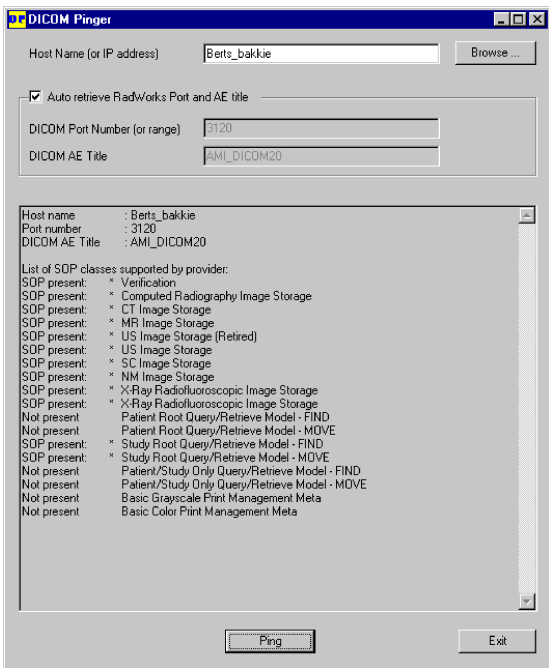 DICOM Pinger
Host Name (or IP address) Berts_bakkie Browse ...
Auto retrieve RadWorks Port and AE title
DICOM Port Number (or range) 3120
DICOM AE Title AMI_DICOM20
Host name : Berts_bakkie
Port number : 3120
DICOM AE Title : AMI_DICOM20
List of SOP classes supported by provider:
SOP present: * Verification
SOP present: * Computed Radiography Image Storage
SOP present: * CT Image Storage
SOP present: * MR Image Storage
SOP present: * US Image Storage (Retired)
SOP present: * US Image Storage
SOP present: * SC Image Storage
SOP present: * NM Image Storage
SOP present: * X-Ray Radiofluoroscopic Image Storage
SOP present: * X-Ray Radiofluoroscopic Image Storage
Not present Patient Root Query/Retrieve Model - FIND
Not present Patient Root Query/Retrieve Model - MOVE
SOP present: * Study Root Query/Retrieve Model - FIND
SOP present: * Study Root Query/Retrieve Model - MOVE
Not present Patient/Study Only Query/Retrieve Model - FIND
Not present Patient/Study Only Query/Retrieve Model - MOVE
Not present Basic Grayscale Print Management Meta
Not present Basic Color Print Management Meta
Ping Exit